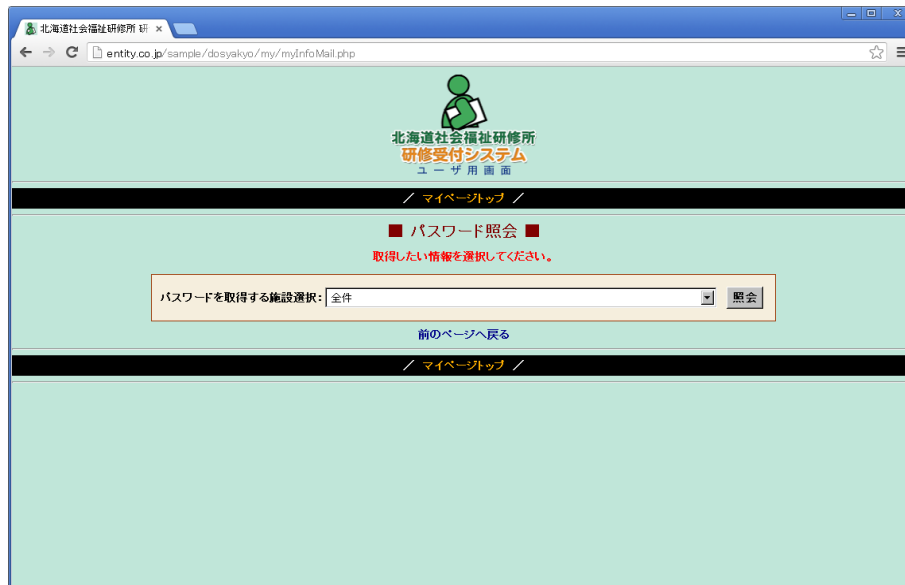 北海道社会福祉研修所 研
entity.co.jp/sample/dosyakyo/my/myInfoMail.php
北海道社会福祉研修所
研修受付システム
ユーザ用画面
／ マイページトップ ／
■ パスワード照会 ■
取得したい情報を選択してください。
パスワードを取得する施設選択： 全件 照会
前のページへ戻る
／ マイページトップ ／